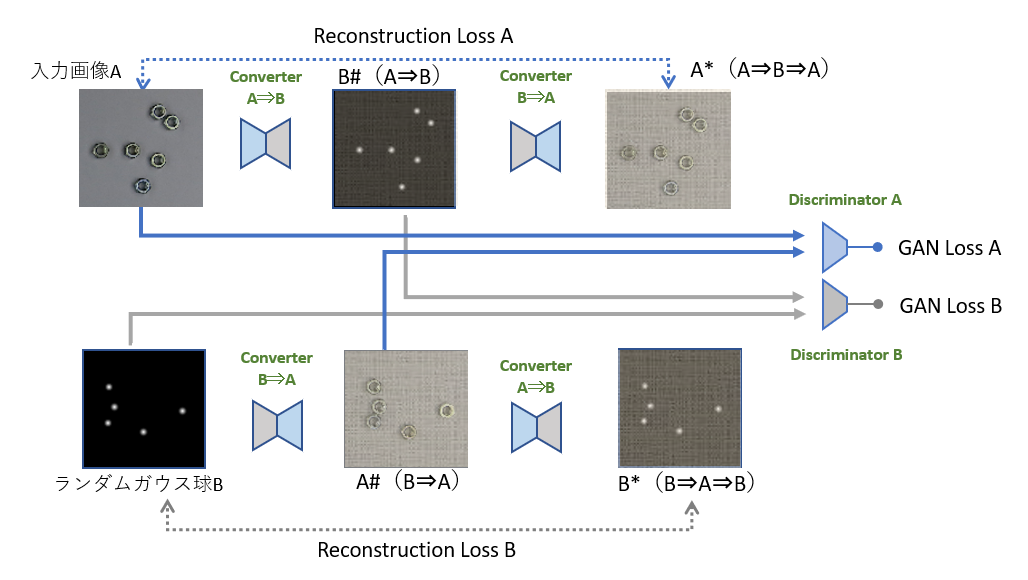 Reconstruction Loss A
入力画像A
Converter
A⇒B
B#（A⇒B）
Converter
B⇒A
A*（A⇒B⇒A）
Discriminator A
GAN Loss A
GAN Loss B
Discriminator B
Converter
B⇒A
Converter
A⇒B
ランダムガウス球B
A#（B⇒A）
B*（B⇒A⇒B）
Reconstruction Loss B